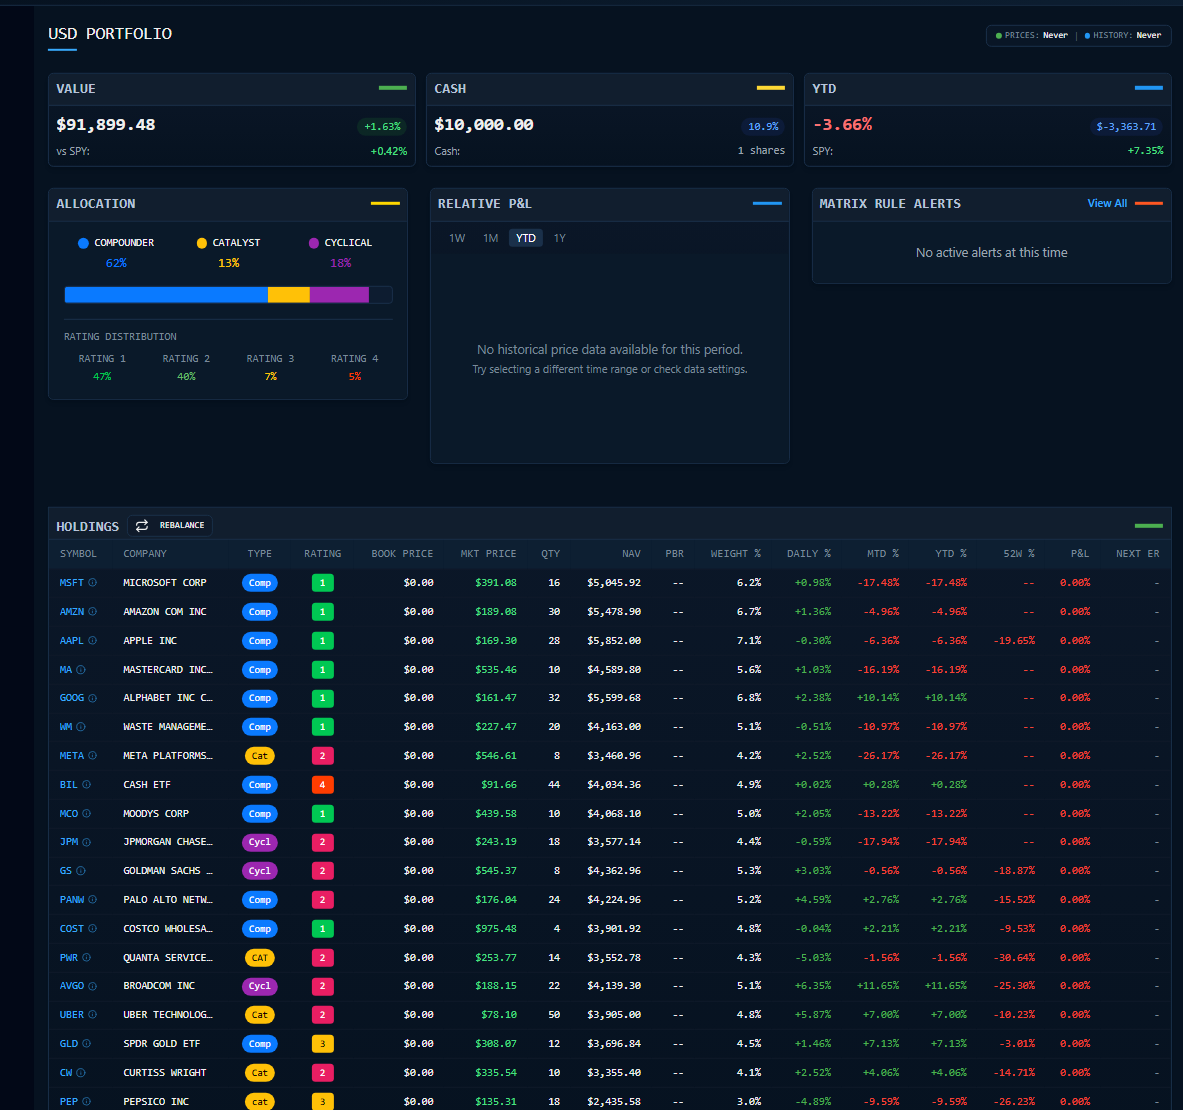 USD PORTFOLIO
PRICES: Never | HISTORY: Never
VALUE
$91,899.48 +1.63%
vs SPY: +0.42%
CASH
$10,000.00 10.9%
Cash: 1 shares
YTD
-3.66% $-3,363.71
SPY: +7.35%
ALLOCATION
COMPOUNDER CATALYST CYCLICAL
62% 13% 18%
RATING DISTRIBUTION
RATING 1 RATING 2 RATING 3 RATING 4
47% 40% 7% 5%
RELATIVE P&L
1W 1M YTD 1Y
No historical price data available for this period.
Try selecting a different time range or check data settings.
MATRIX RULE ALERTS View All
No active alerts at this time
HOLDINGS REBALANCE
SYMBOL COMPANY TYPE RATING BOOK PRICE MKT PRICE QTY NAV PBR WEIGHT % DAILY % MTD % YTD % 52W % P&L NEXT ER
MSFT MICROSOFT CORP Comp 1 $0.00 $391.08 16 $5,045.92 -- 6.2% +0.98% -17.48% -17.48% -- 0.00% -
AMZN AMAZON COM INC Comp 1 $0.00 $189.08 30 $5,478.90 -- 6.7% +1.36% -4.96% -4.96% -- 0.00% -
AAPL APPLE INC Comp 1 $0.00 $169.30 28 $5,852.00 -- 7.1% -0.30% -6.36% -6.36% -19.65% 0.00% -
MA MASTERCARD INC… Comp 1 $0.00 $535.46 10 $4,589.80 -- 5.6% +1.03% -16.19% -16.19% -- 0.00% -
GOOG ALPHABET INC C… Comp 1 $0.00 $161.47 32 $5,599.68 -- 6.8% +2.38% +10.14% +10.14% -- 0.00% -
WM WASTE MANAGEME… Comp 1 $0.00 $227.47 20 $4,163.00 -- 5.1% -0.51% -10.97% -10.97% -- 0.00% -
META META PLATFORMS… Cat 2 $0.00 $546.61 8 $3,460.96 -- 4.2% +2.52% -26.17% -26.17% -- 0.00% -
BIL CASH ETF Comp 4 $0.00 $91.66 44 $4,034.36 -- 4.9% +0.02% +0.28% +0.28% -- 0.00% -
MCO MOODYS CORP Comp 1 $0.00 $439.58 10 $4,068.10 -- 5.0% +2.05% -13.22% -13.22% -- 0.00% -
JPM JPMORGAN CHASE… Cycl 2 $0.00 $243.19 18 $3,577.14 -- 4.4% -0.59% -17.94% -17.94% -- 0.00% -
GS GOLDMAN SACHS … Cycl 2 $0.00 $545.37 8 $4,362.96 -- 5.3% +3.03% -0.56% -0.56% -18.87% 0.00% -
PANW PALO ALTO NETW… Comp 2 $0.00 $176.04 24 $4,224.96 -- 5.2% +4.59% +2.76% +2.76% -15.52% 0.00% -
COST COSTCO WHOLESA… Comp 1 $0.00 $975.48 4 $3,901.92 -- 4.8% -0.04% +2.21% +2.21% -9.53% 0.00% -
PWR QUANTA SERVICE… CAT 2 $0.00 $253.77 14 $3,552.78 -- 4.3% -5.03% -1.56% -1.56% -30.64% 0.00% -
AVGO BROADCOM INC Cycl 2 $0.00 $188.15 22 $4,139.30 -- 5.1% +6.35% +11.65% +11.65% -25.30% 0.00% -
UBER UBER TECHNOLOG… Cat 2 $0.00 $78.10 50 $3,905.00 -- 4.8% +5.87% +7.00% +7.00% -10.23% 0.00% -
GLD SPDR GOLD ETF Comp 3 $0.00 $308.07 12 $3,696.84 -- 4.5% +1.46% +7.13% +7.13% -3.01% 0.00% -
CW CURTISS WRIGHT Cat 2 $0.00 $335.54 10 $3,355.40 -- 4.1% +2.52% +4.06% +4.06% -14.71% 0.00% -
PEP PEPSICO INC cat 3 $0.00 $135.31 18 $2,435.58 -- 3.0% -4.89% -9.59% -9.59% -26.23% 0.00% -